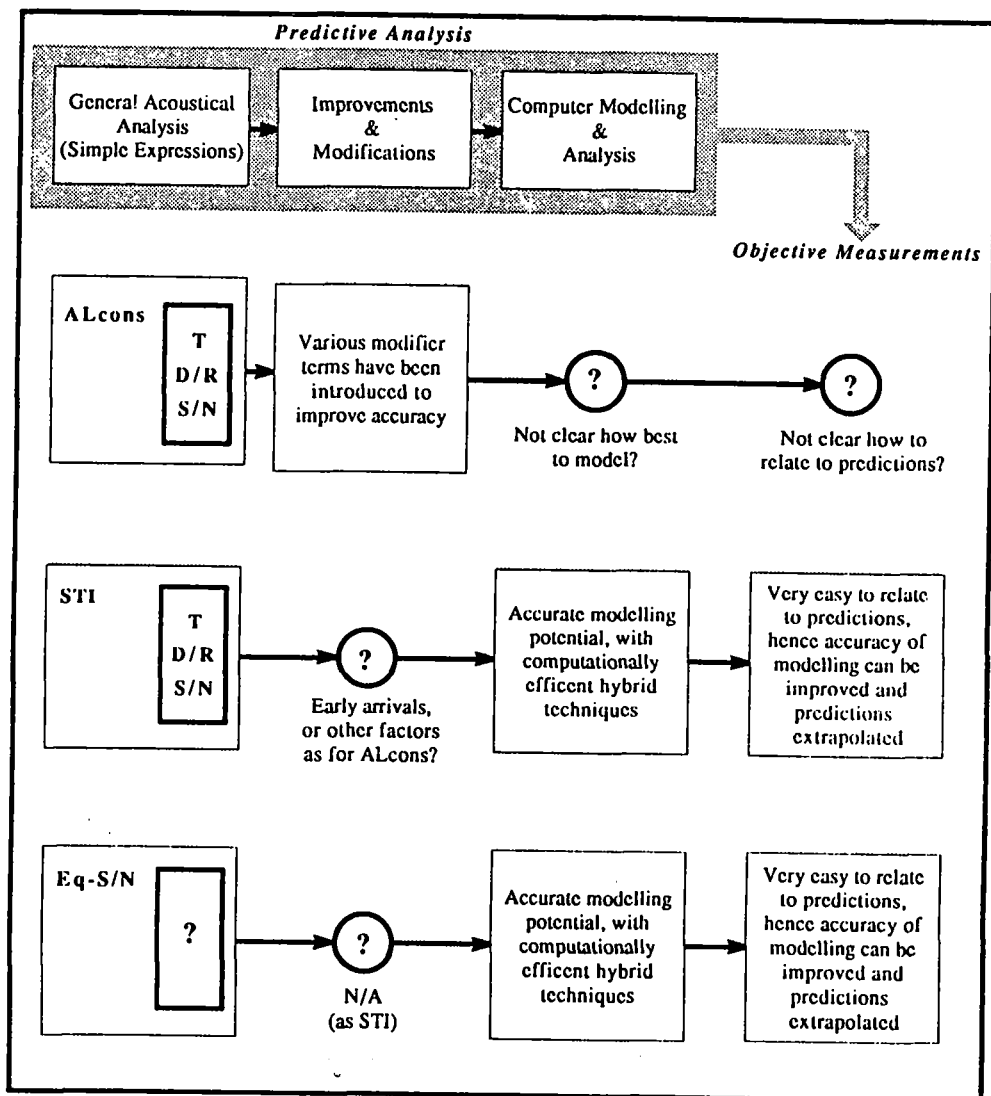 Predictive Analysis
General Acoustical
Analysis
(Simple Expressions)
Improvements
&
Modifications
Computer Modelling
&
Analysis
Objective Measurements
ALcons
T
D/R
S/N
Various modifier
terms have been
introduced to
improve accuracy
?
Not clear how best
to model?
?
Not clear how to
relate to predictions?
STI
T
D/R
S/N
?
Early arrivals,
or other factors
as for ALcons?
Accurate modelling
potential, with
computationally
efficent hybrid
techniques
Very easy to relate
to predictions,
hence accuracy of
modelling can be
improved and
predictions
extrapolated
Eq-S/N
?
?
N/A
(as STI)
Accurate modelling
potential, with
computationally
efficent hybrid
techniques
Very easy to relate
to predictions,
hence accuracy of
modelling can be
improved and
predictions
extrapolated